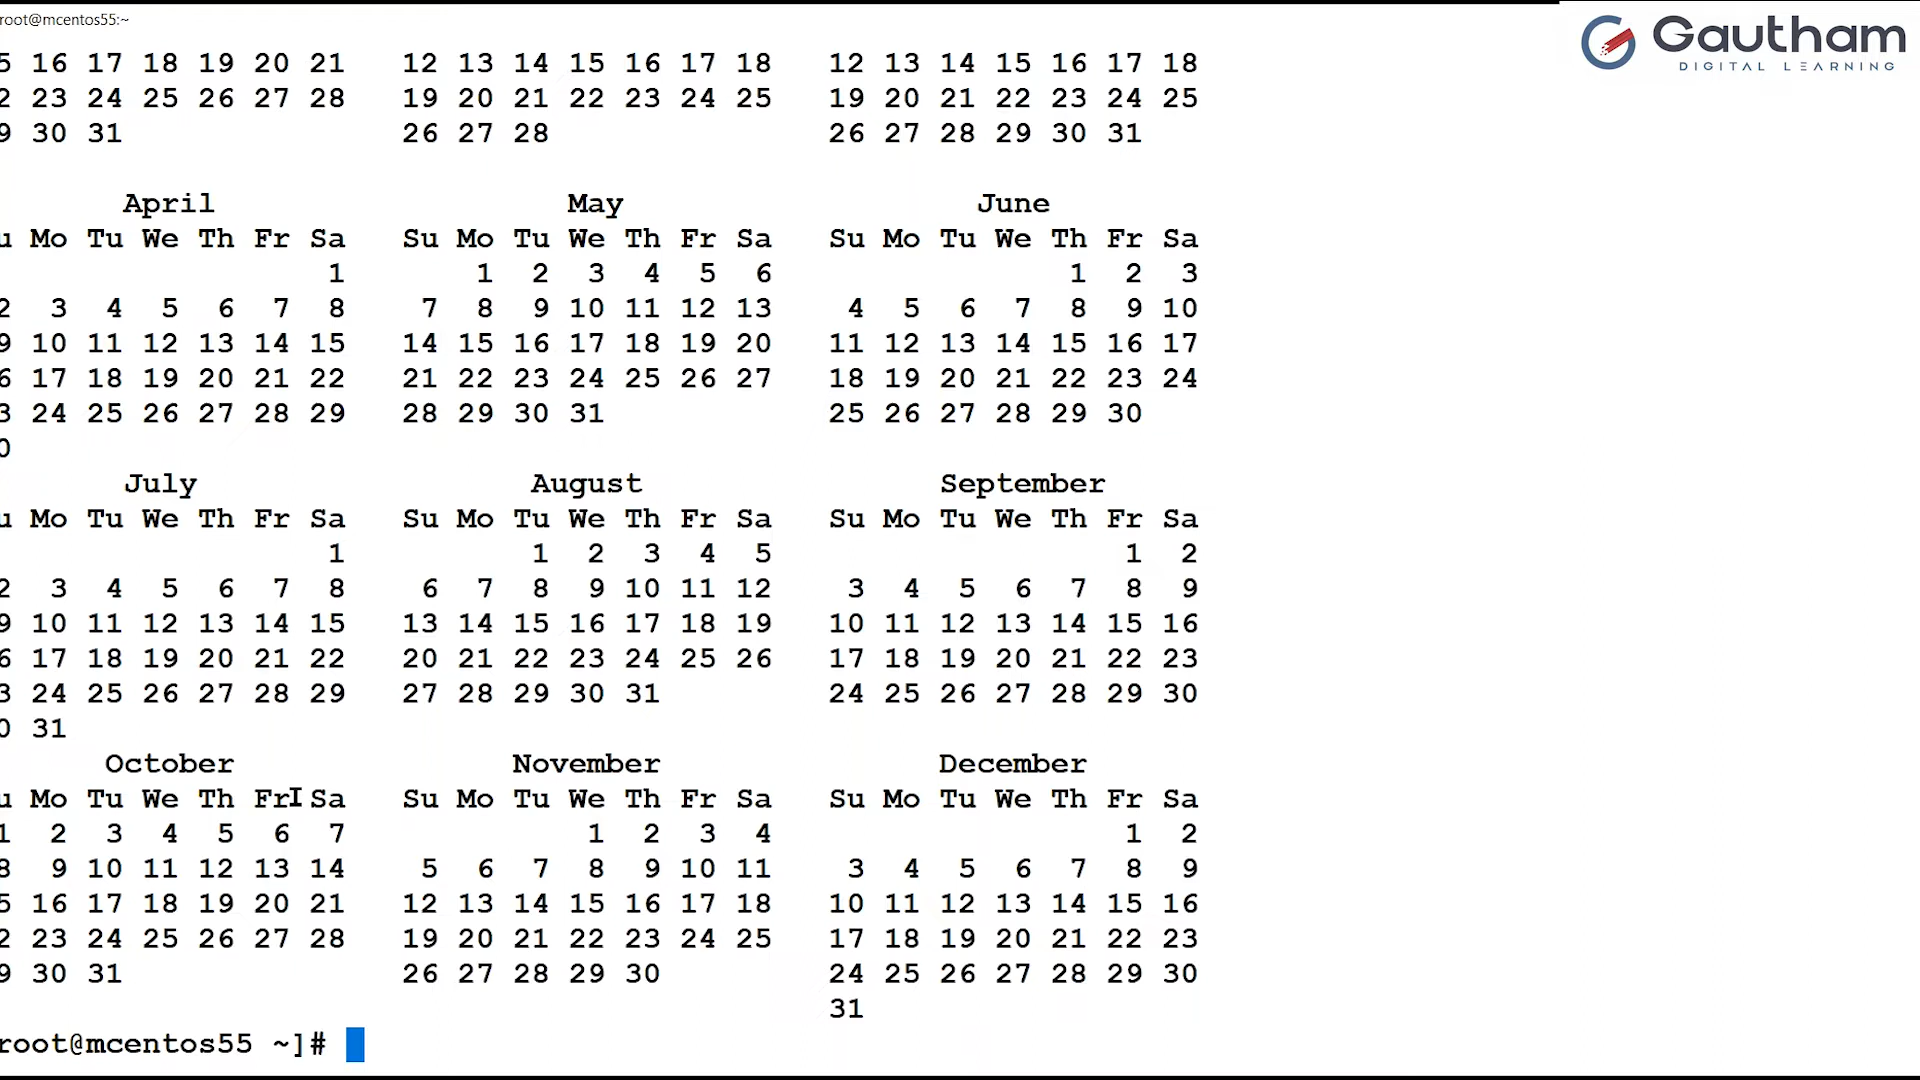 root@mcentos55:~
Gautham
DIGITAL LEARNING
5 16 17 18 19 20 21 12 13 14 15 16 17 18 12 13 14 15 16 17 18
2 23 24 25 26 27 28 19 20 21 22 23 24 25 19 20 21 22 23 24 25
9 30 31 26 27 28 26 27 28 29 30 31
April May June
u Mo Tu We Th Fr Sa Su Mo Tu We Th Fr Sa Su Mo Tu We Th Fr Sa
1 1 2 3 4 5 6 1 2 3
2 3 4 5 6 7 8 7 8 9 10 11 12 13 4 5 6 7 8 9 10
9 10 11 12 13 14 15 14 15 16 17 18 19 20 11 12 13 14 15 16 17
6 17 18 19 20 21 22 21 22 23 24 25 26 27 18 19 20 21 22 23 24
3 24 25 26 27 28 29 28 29 30 31 25 26 27 28 29 30
0
July August September
u Mo Tu We Th Fr Sa Su Mo Tu We Th Fr Sa Su Mo Tu We Th Fr Sa
1 1 2 3 4 5 1 2
2 3 4 5 6 7 8 6 7 8 9 10 11 12 3 4 5 6 7 8 9
9 10 11 12 13 14 15 13 14 15 16 17 18 19 10 11 12 13 14 15 16
6 17 18 19 20 21 22 20 21 22 23 24 25 26 17 18 19 20 21 22 23
3 24 25 26 27 28 29 27 28 29 30 31 24 25 26 27 28 29 30
0 31
October November December
u Mo Tu We Th Fr Sa Su Mo Tu We Th Fr Sa Su Mo Tu We Th Fr Sa
1 2 3 4 5 6 7 1 2 3 4 1 2
8 9 10 11 12 13 14 5 6 7 8 9 10 11 3 4 5 6 7 8 9
5 16 17 18 19 20 21 12 13 14 15 16 17 18 10 11 12 13 14 15 16
2 23 24 25 26 27 28 19 20 21 22 23 24 25 17 18 19 20 21 22 23
9 30 31 26 27 28 29 30 24 25 26 27 28 29 30
31
root@mcentos55 ~]#